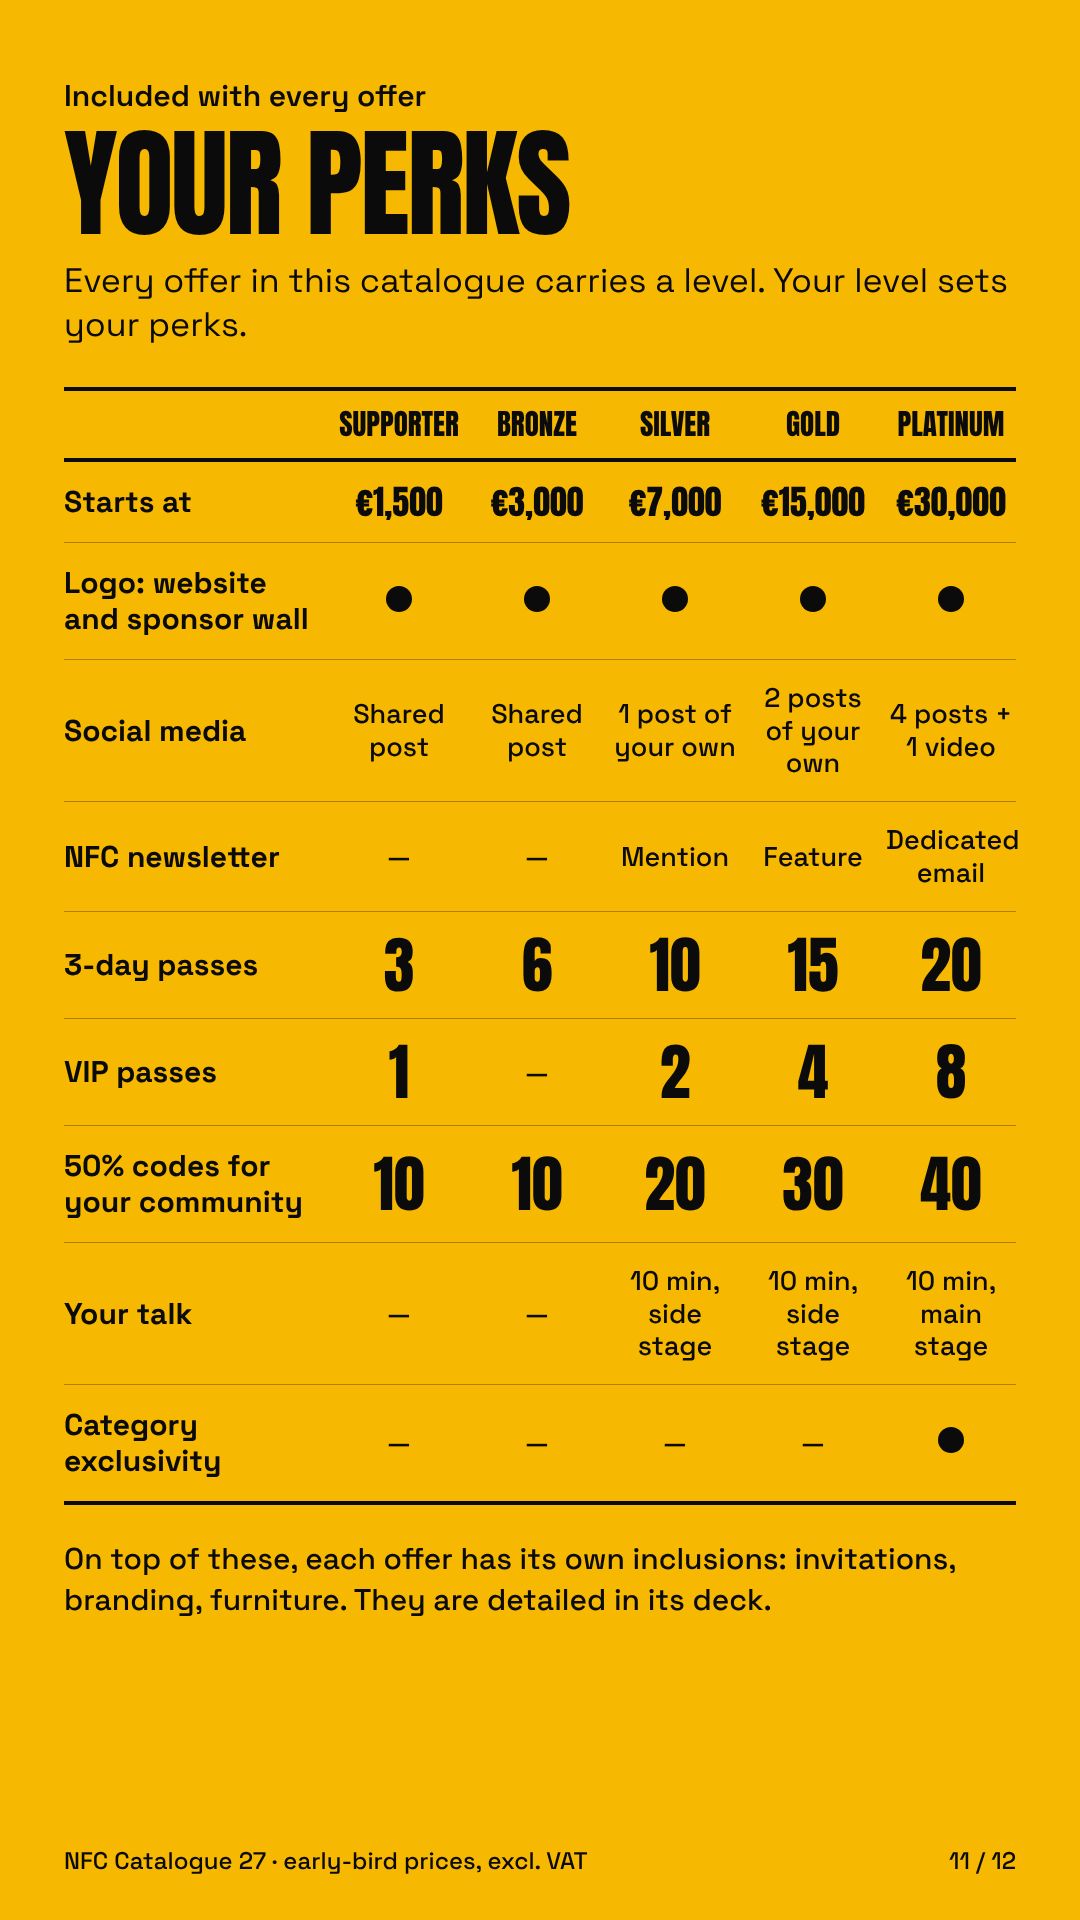 Included with every offer
YOUR PERKS
Every offer in this catalogue carries a level. Your level sets
your perks.
SUPPORTER BRONZE SILVER GOLD PLATINUM
Starts at €1,500 €3,000 €7,000 €15,000 €30,000
Logo: website
and sponsor wall ● ● ● ● ●
Social media
Shared
post
Shared
post
1 post of
your own
2 posts
of your
own
4 posts +
1 video
NFC newsletter – – Mention Feature
Dedicated
email
3-day passes 3 6 10 15 20
VIP passes 1 – 2 4 8
50% codes for
your community 10 10 20 30 40
Your talk – –
10 min,
side
stage
10 min,
side
stage
10 min,
main
stage
Category
exclusivity – – – – ●
On top of these, each offer has its own inclusions: invitations,
branding, furniture. They are detailed in its deck.
NFC Catalogue 27 · early-bird prices, excl. VAT 11 / 12